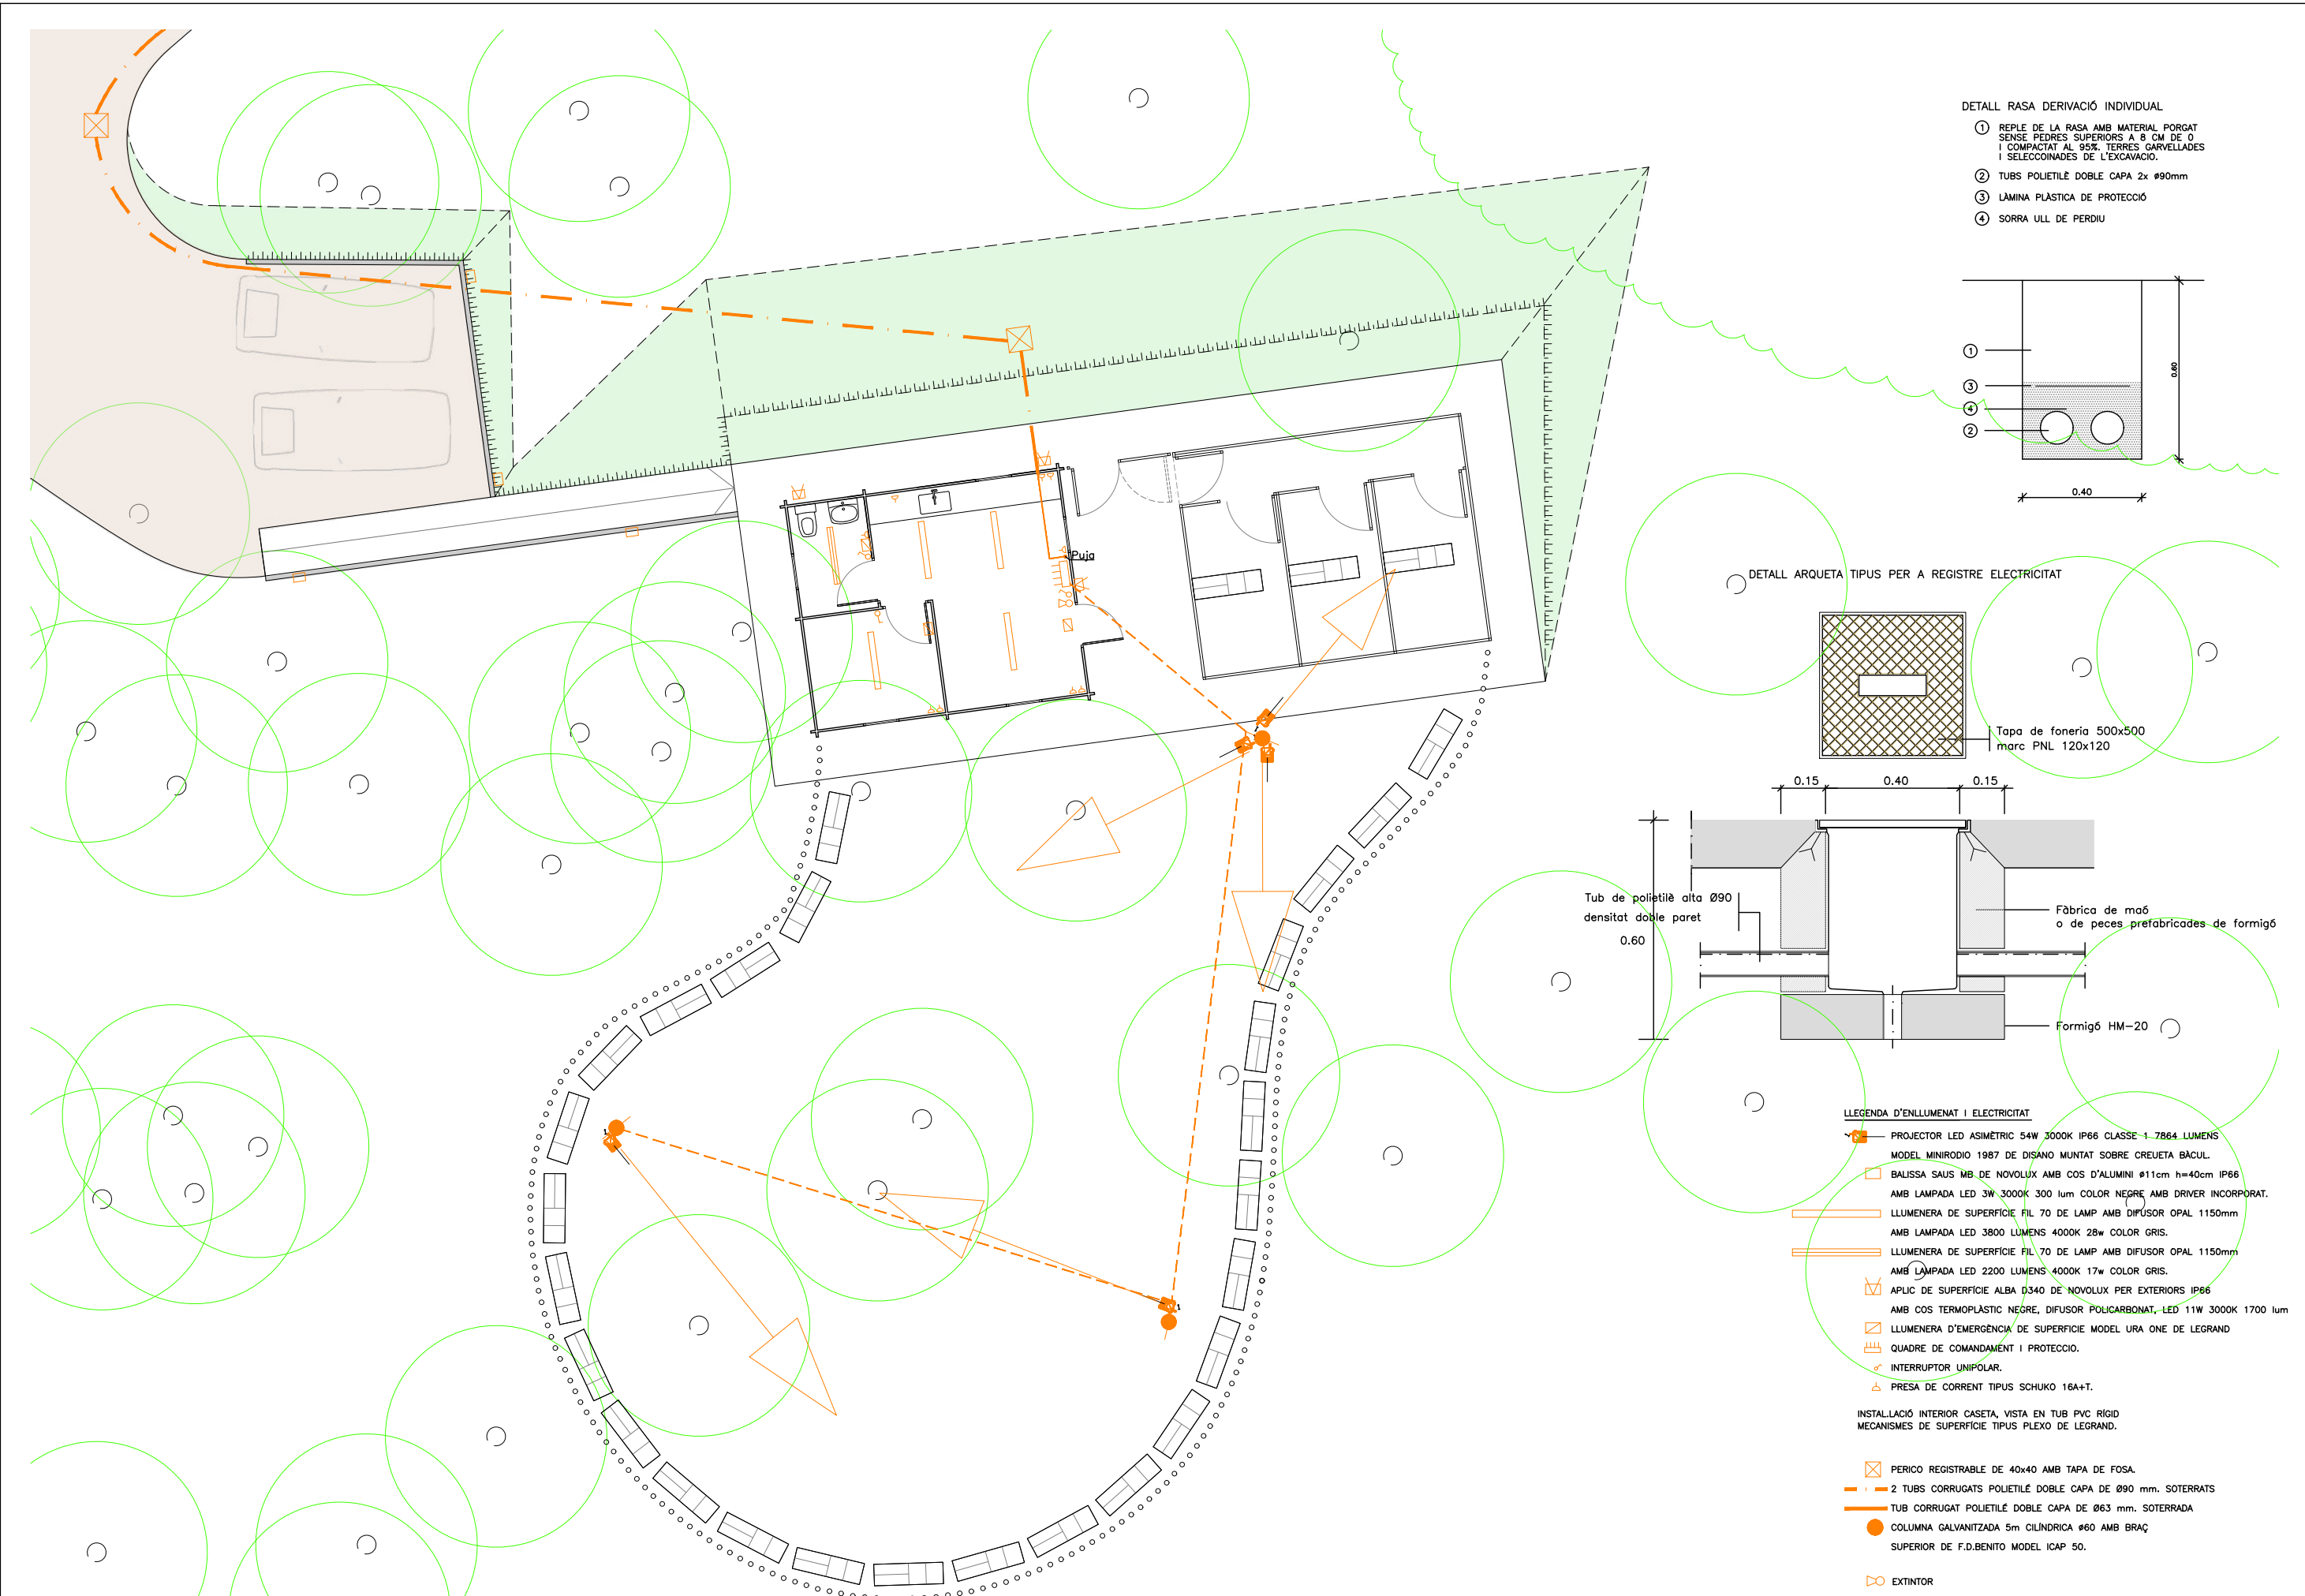 DETALL RASA DERIVACIÓ INDIVIDUAL
1 REPLE DE LA RASA AMB MATERIAL PORGAT
SENSE PEDRES SUPERIORS A 8 CM DE 0
I COMPACTAT AL 95%. TERRES GARVELLADES
I SELECCOINADES DE L'EXCAVACIO.
2 TUBS POLIETILÈ DOBLE CAPA 2x ø90mm
3 LÀMINA PLÀSTICA DE PROTECCIÓ
4 SORRA ULL DE PERDIU
1
3
4
2
0.60
0.40
Puja
DETALL ARQUETA TIPUS PER A REGISTRE ELECTRICITAT
Tapa de foneria 500x500
marc PNL 120x120
0.15
0.40
0.15
Tub de polietilè alta Ø90
densitat doble paret
0.60
Fàbrica de maó
o de peces prefabricades de formigó
Formigó HM-20
1
1
LLEGENDA D'ENLLUMENAT I ELECTRICITAT
PROJECTOR LED ASIMÈTRIC 54W 3000K IP66 CLASSE 1 7864 LUMENS
MODEL MINIRODIO 1987 DE DISANO MUNTAT SOBRE CREUETA BÀCUL.
BALISSA SAUS MB DE NOVOLUX AMB COS D'ALUMINI ø11cm h=40cm IP66
AMB LAMPADA LED 3W 3000K 300 lum COLOR NEGRE AMB DRIVER INCORPORAT.
LLUMENERA DE SUPERFÍCIE FIL 70 DE LAMP AMB DIFUSOR OPAL 1150mm
AMB LAMPADA LED 3800 LUMENS 4000K 28w COLOR GRIS.
LLUMENERA DE SUPERFÍCIE FIL 70 DE LAMP AMB DIFUSOR OPAL 1150mm
AMB LAMPADA LED 2200 LUMENS 4000K 17w COLOR GRIS.
APLIC DE SUPERFÍCIE ALBA D340 DE NOVOLUX PER EXTERIORS IP66
AMB COS TERMOPLÀSTIC NEGRE, DIFUSOR POLICARBONAT, LED 11W 3000K 1700 lum
LLUMENERA D'EMERGÈNCIA DE SUPERFICIE MODEL URA ONE DE LEGRAND
QUADRE DE COMANDAMENT I PROTECCIO.
INTERRUPTOR UNIPOLAR.
PRESA DE CORRENT TIPUS SCHUKO 16A+T.
INSTAL.LACIÓ INTERIOR CASETA, VISTA EN TUB PVC RÍGID
MECANISMES DE SUPERFÍCIE TIPUS PLEXO DE LEGRAND.
PERICO REGISTRABLE DE 40x40 AMB TAPA DE FOSA.
2 TUBS CORRUGATS POLIETILÉ DOBLE CAPA DE Ø90 mm. SOTERRATS
TUB CORRUGAT POLIETILÉ DOBLE CAPA DE Ø63 mm. SOTERRADA
COLUMNA GALVANITZADA 5m CILÍNDRICA ø60 AMB BRAÇ
SUPERIOR DE F.D.BENITO MODEL ICAP 50.
EXTINTOR